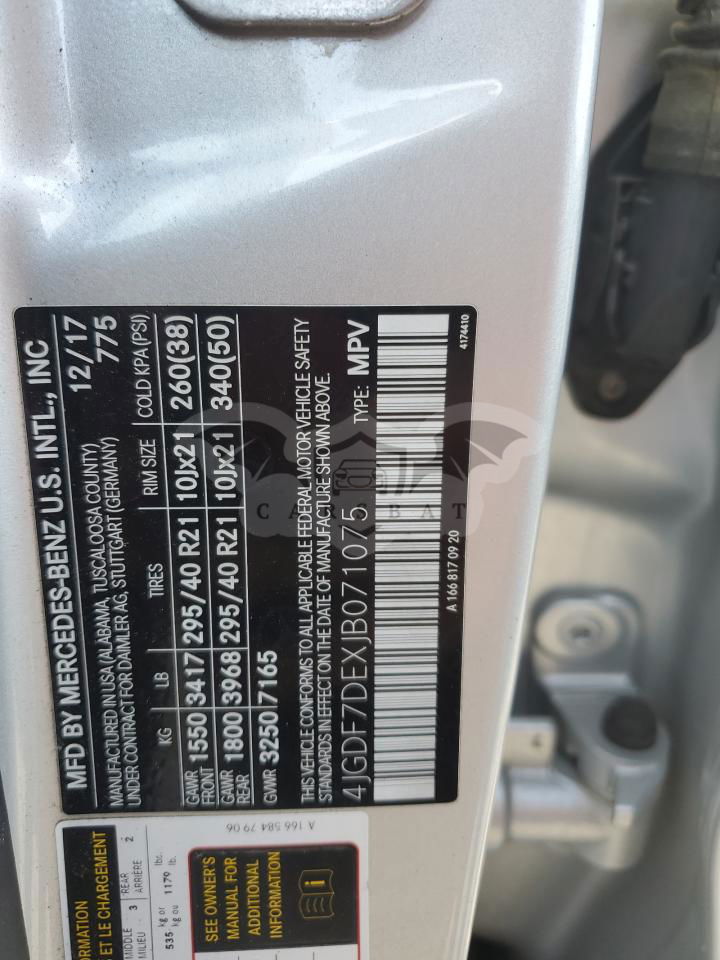 MFD BY MERCEDES-BENZ U.S. INTL., INC
12/17
MANUFACTURED IN USA (ALABAMA, TUSCALOOSA COUNTY) 775
UNDER CONTRACT FOR DAIMLER AG, STUTTGART (GERMANY)
KG LB TIRES RIM SIZE COLD KPA (PSI)
GAWR FRONT 1550 3417 295/40 R21 10Jx21 260(38)
GAWR REAR 1800 3968 295/40 R21 10Jx21 340(50)
GVWR 3250 7165
THIS VEHICLE CONFORMS TO ALL APPLICABLE FEDERAL MOTOR VEHICLE SAFETY
STANDARDS IN EFFECT ON THE DATE OF MANUFACTURE SHOWN ABOVE.
4JGDF7DEXJB071075 TYPE: MPV
A 166 817 09 20 4174410
CARSBAT
A 166 584 79 06
ORMATION
ET LE CHARGEMENT
MIDDLE 3 REAR 2
MILIEU ARRIÈRE
535 kg or 1179 lbs.
kg ou lb.
SEE OWNER'S
MANUAL FOR
ADDITIONAL
INFORMATION